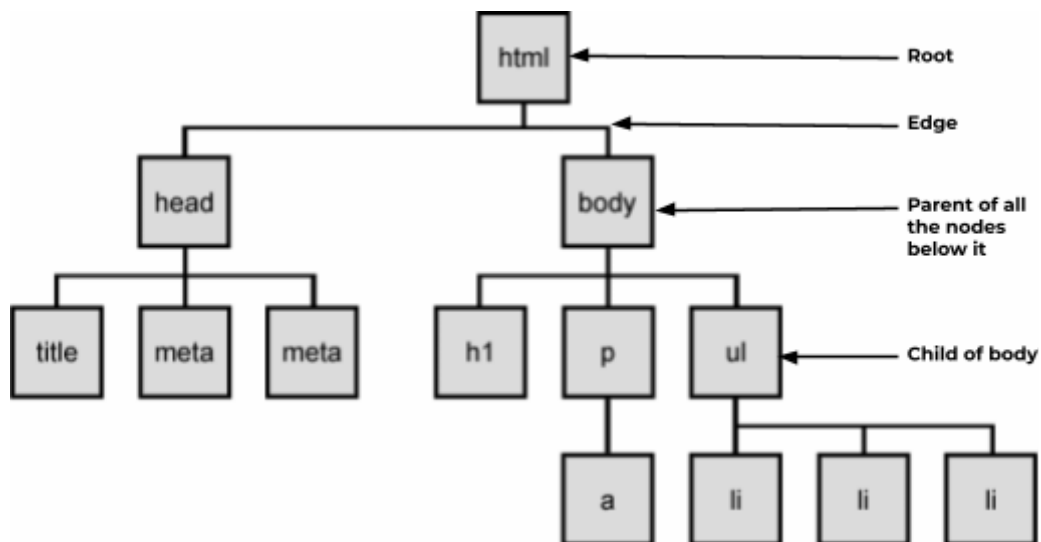 html
Root
Edge
head
body
Parent of all
the nodes
below it
title
meta
meta
h1
p
ul
Child of body
a
li
li
li